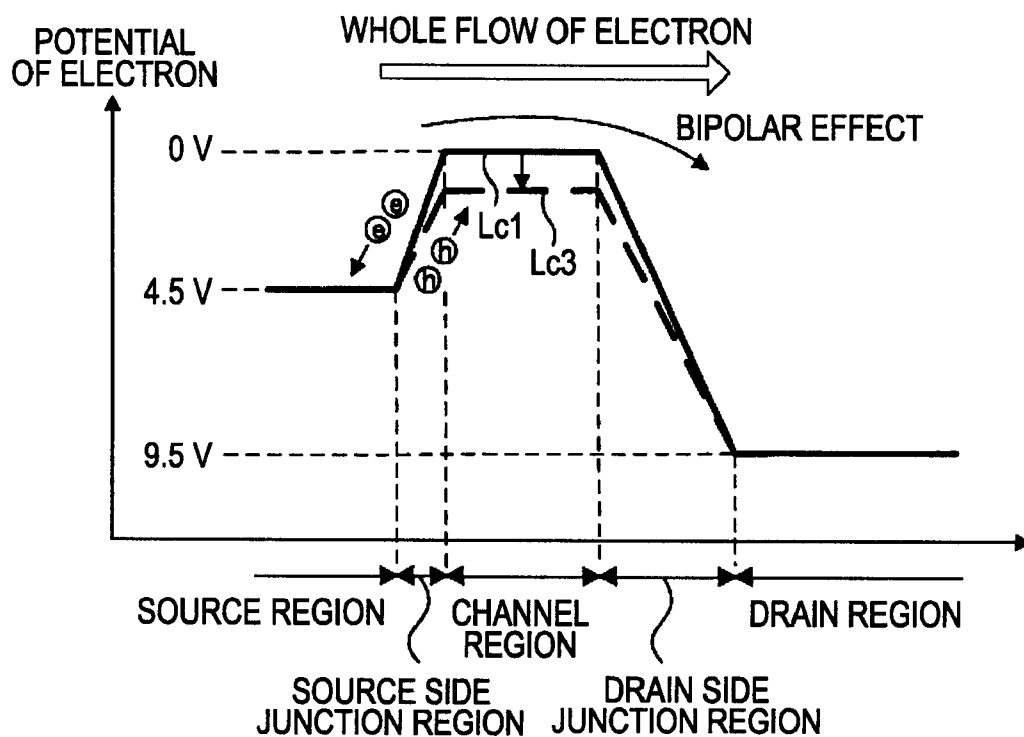 WHOLE FLOW OF ELECTRON
POTENTIAL
OF ELECTRON
BIPOLAR EFFECT
0 V
e
e
Lc1
h
h
Lc3
4.5 V
9.5 V
SOURCE REGION
CHANNEL
REGION
DRAIN REGION
SOURCE SIDE
JUNCTION REGION
DRAIN SIDE
JUNCTION REGION